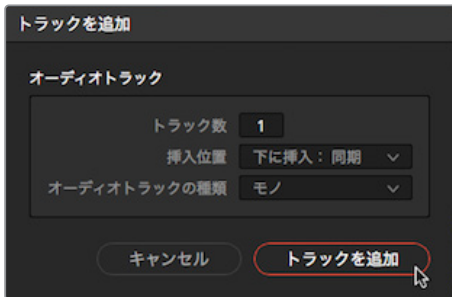 トラックを追加
オーディオトラック
トラック数 1
挿入位置 下に挿入： 同期
オーディオトラックの種類 モノ
キャンセル トラックを追加